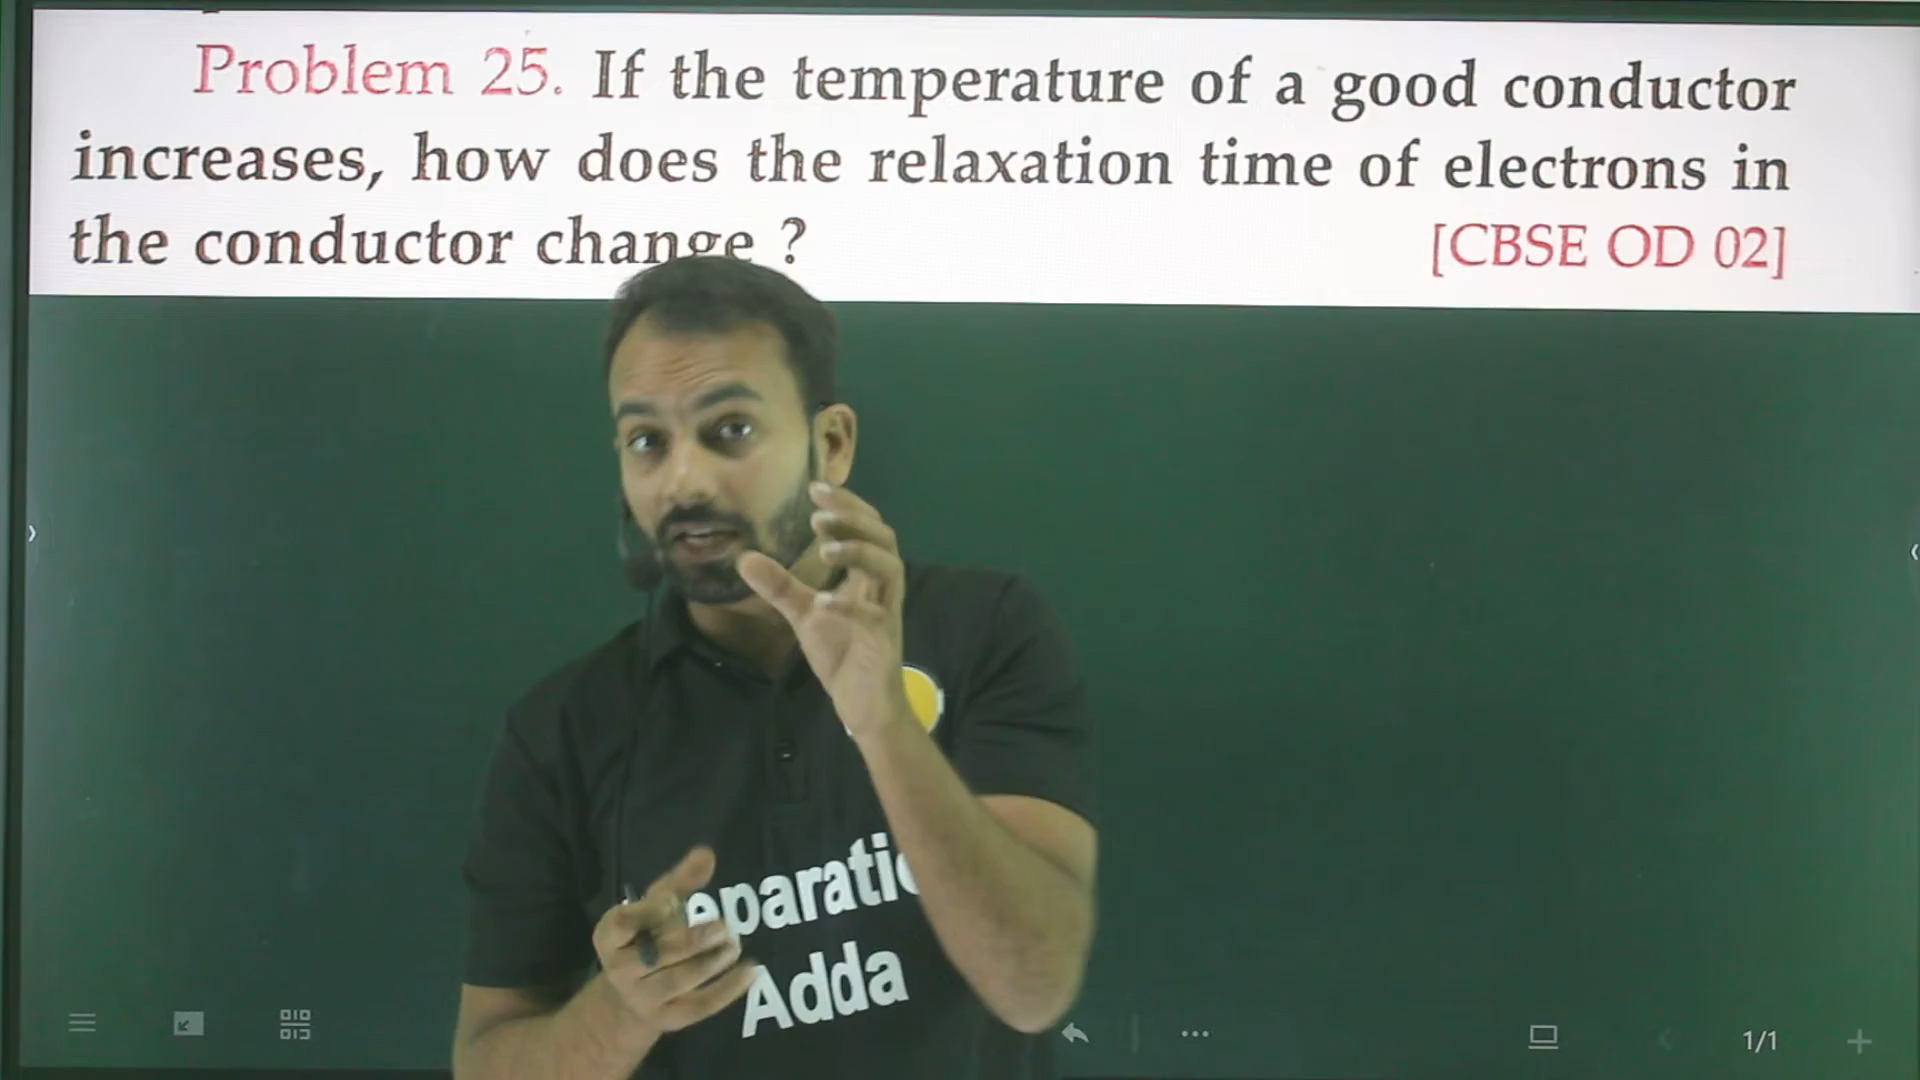 Problem 25. If the temperature of a good conductor
increases, how does the relaxation time of electrons in
the conductor change ? [CBSE OD 02]
Adda
1/1